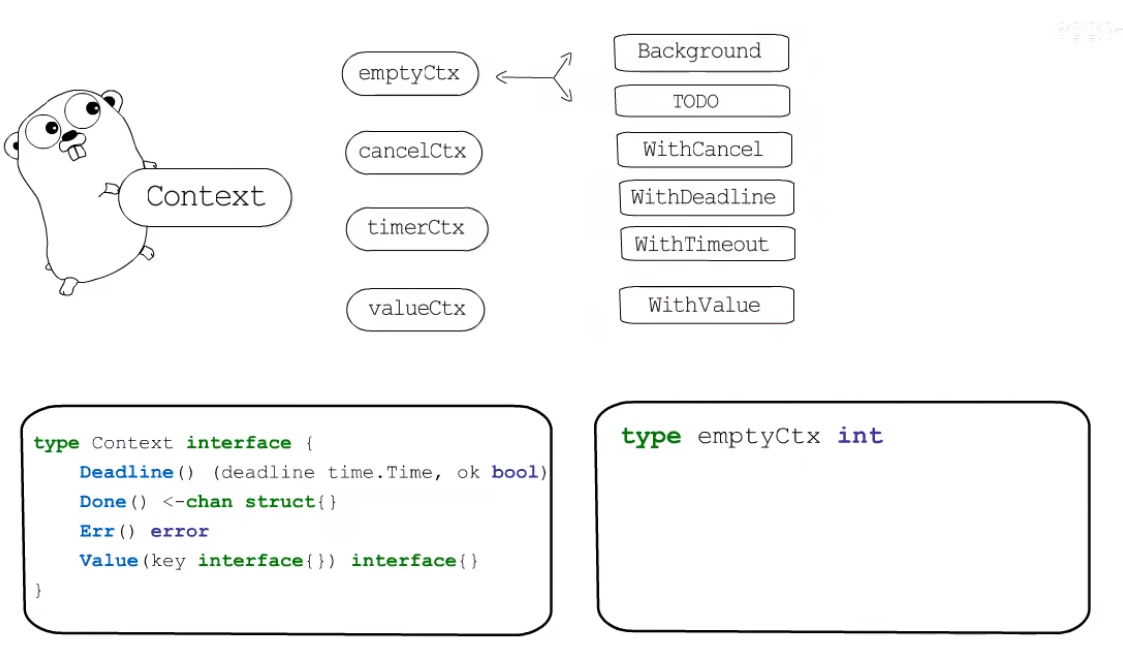 emptyCtx
Background
TODO
cancelCtx
WithCancel
Context
WithDeadline
timerCtx
WithTimeout
valueCtx
WithValue
type Context interface {
    Deadline() (deadline time.Time, ok bool)
    Done() <-chan struct{}
    Err() error
    Value(key interface{}) interface{}
}
type emptyCtx int